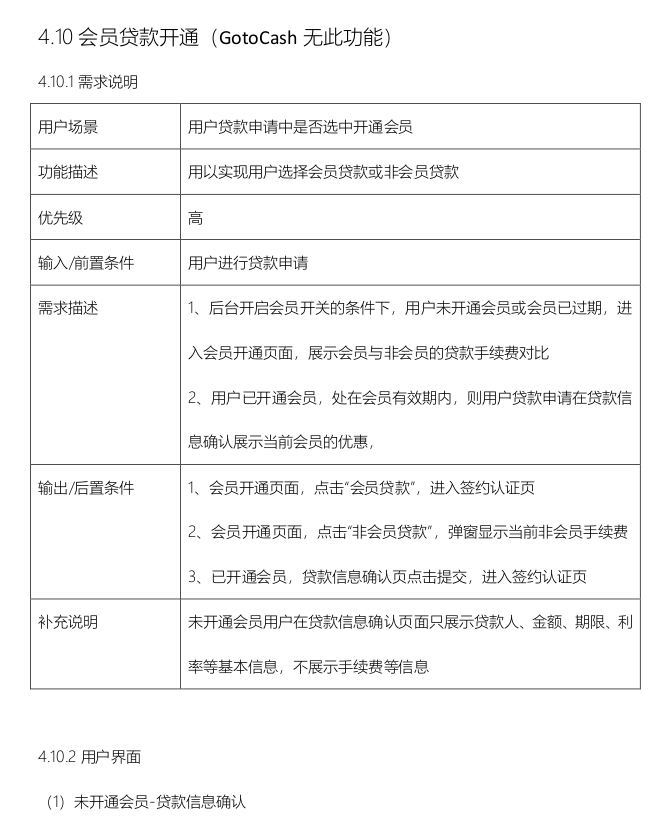 4.10 会员贷款开通（GotoCash 无此功能）
4.10.1 需求说明
用户场景
用户贷款申请中是否选中开通会员
功能描述
用以实现用户选择会员贷款或非会员贷款
优先级
高
输入/前置条件
用户进行贷款申请
需求描述
1、后台开启会员开关的条件下，用户未开通会员或会员已过期，进
入会员开通页面，展示会员与非会员的贷款手续费对比
2、用户已开通会员，处在会员有效期内，则用户贷款申请在贷款信
息确认展示当前会员的优惠，
输出/后置条件
1、会员开通页面，点击“会员贷款”，进入签约认证页
2、会员开通页面，点击“非会员贷款”，弹窗显示当前非会员手续费
3、已开通会员，贷款信息确认页点击提交，进入签约认证页
补充说明
未开通会员用户在贷款信息确认页面只展示贷款人、金额、期限、利
率等基本信息，不展示手续费等信息
4.10.2 用户界面
（1）未开通会员-贷款信息确认